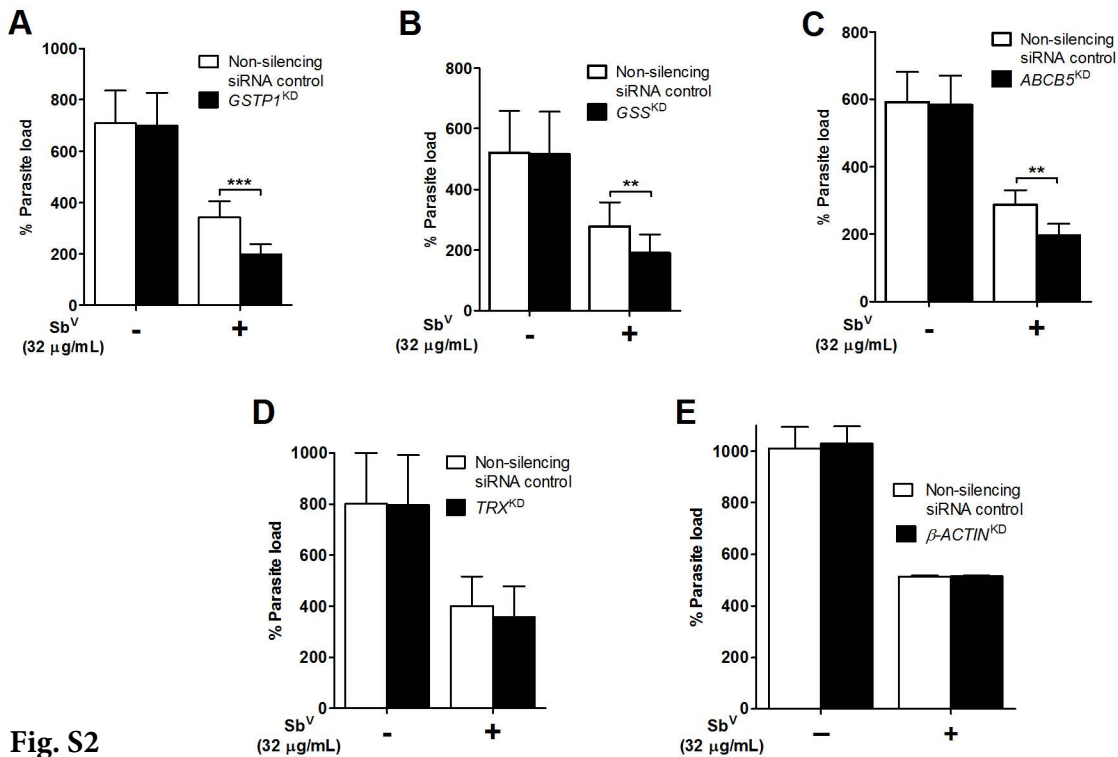 A
% Parasite load
1000
800
600
400
200
0
Non-silencing
siRNA control
GSTP1KD
***
SbV
(32 µg/mL)
-
+
B
% Parasite load
800
600
400
200
0
Non-silencing
siRNA control
GSSKD
**
SbV
(32 µg/mL)
-
+
C
% Parasite load
800
600
400
200
0
Non-silencing
siRNA control
ABCB5KD
**
SbV
(32 µg/mL)
-
+
D
% Parasite load
1000
800
600
400
200
0
Non-silencing
siRNA control
TRXKD
SbV
(32 µg/mL)
-
+
E
% Parasite load
1000
800
600
400
200
0
Non-silencing
siRNA control
β-ACTINKD
SbV
(32 µg/mL)
–
+
Fig. S2